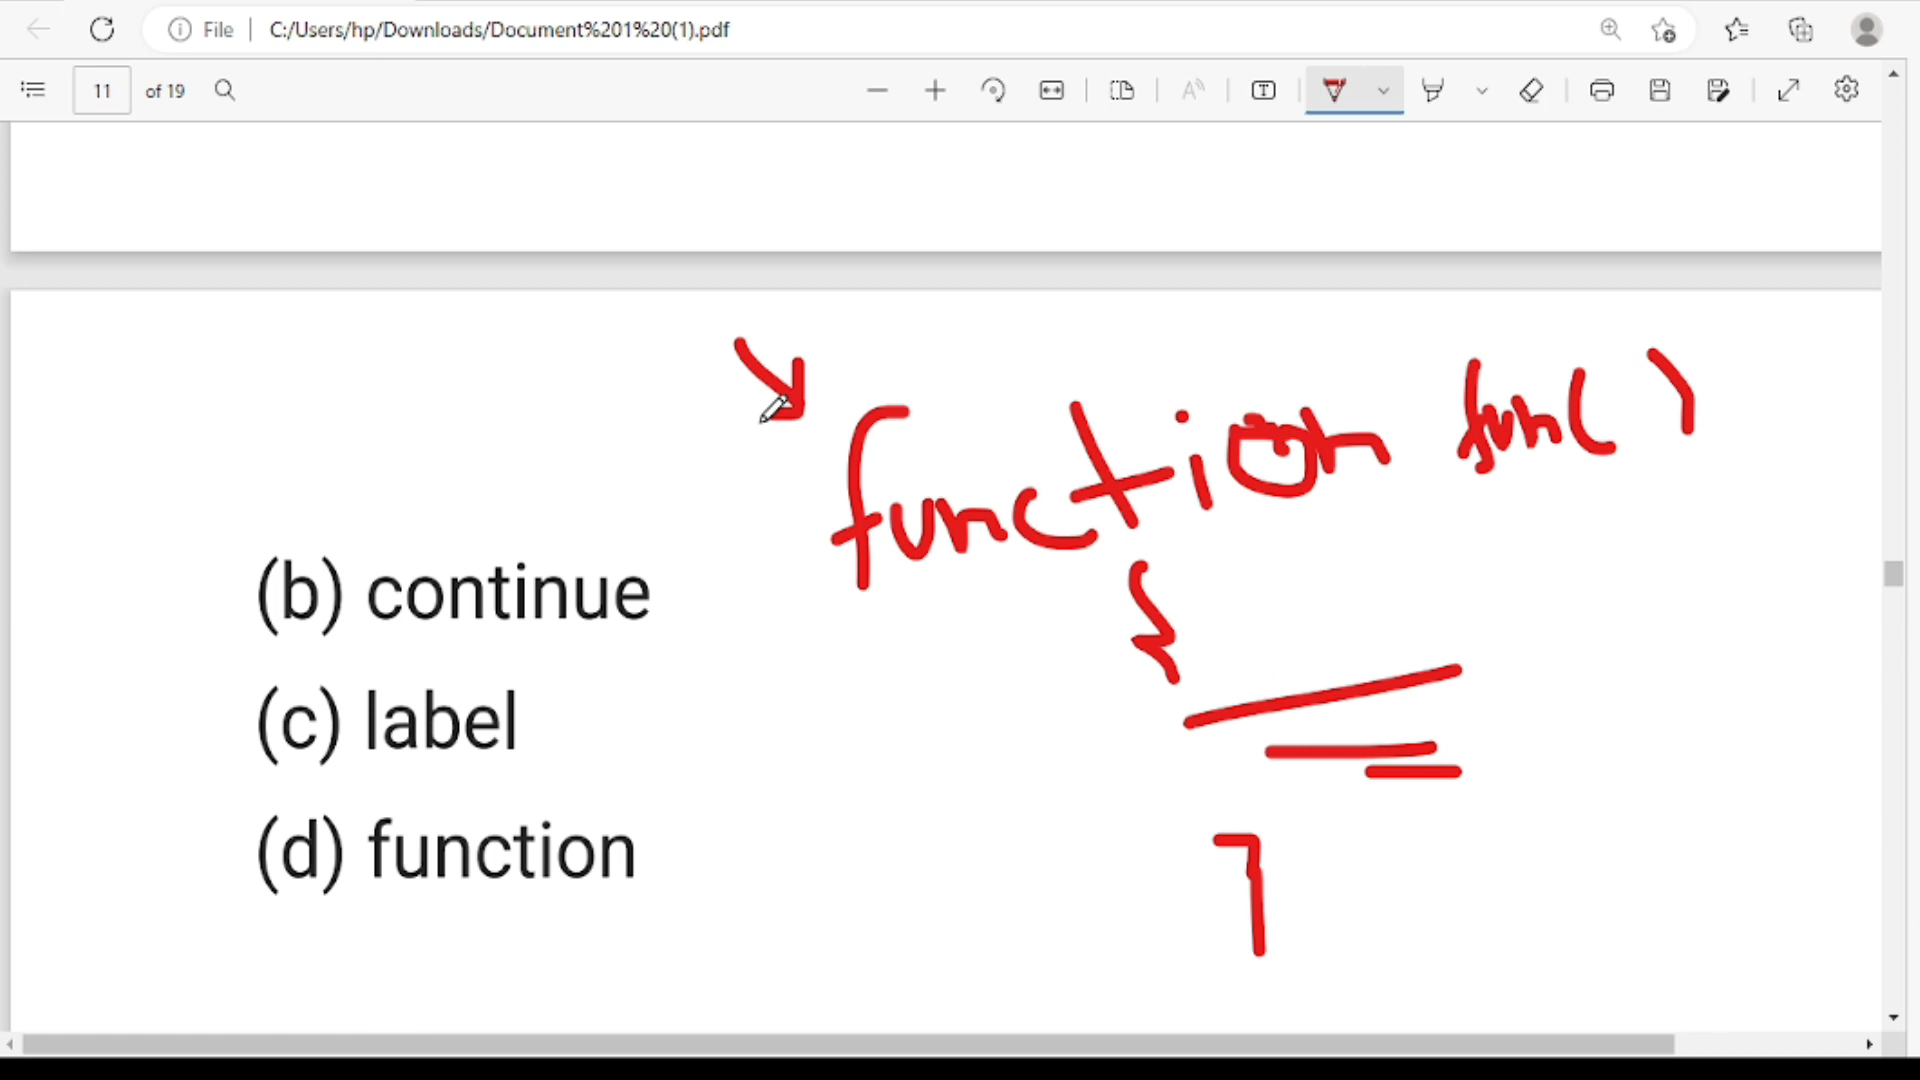 File C:/Users/hp/Downloads/Document%201%20(1).pdf
11 of 19
function fun( )
{
(b) continue
(c) label
(d) function